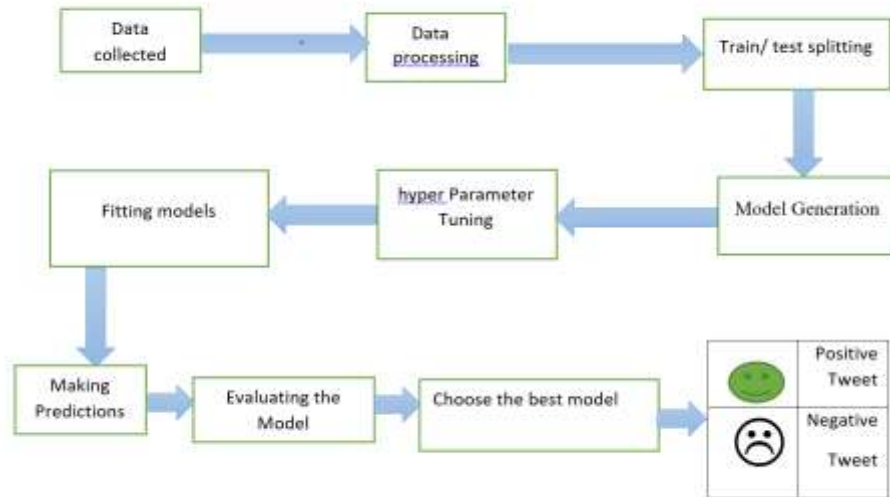 Data
collected
Data
processing
Train/ test splitting
Model Generation
hyper Parameter
Tuning
Fitting models
Making
Predictions
Evaluating the
Model
Choose the best model
Positive
Tweet
Negative
Tweet